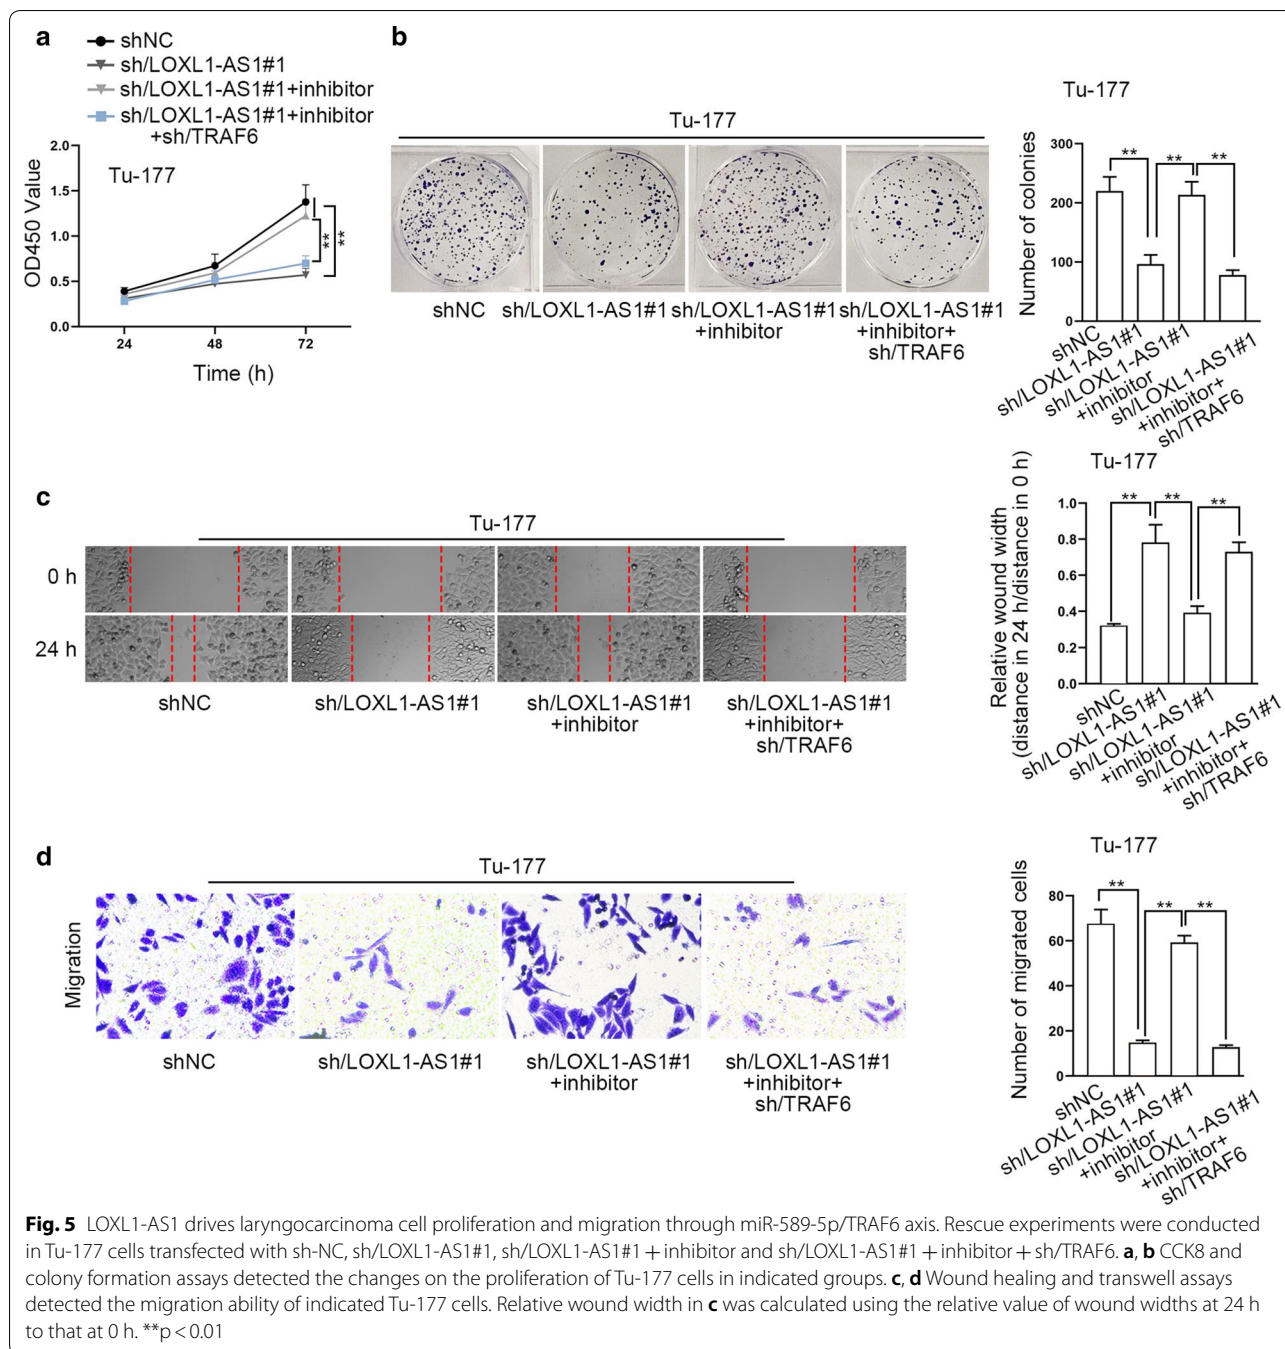 a
shNC
sh/LOXL1-AS1#1
sh/LOXL1-AS1#1+inhibitor
sh/LOXL1-AS1#1+inhibitor
+sh/TRAF6
Tu-177
OD450 Value
2.0
1.5
1.0
0.5
0.0
24
48
72
Time (h)
**
**
b
Tu-177
shNC
sh/LOXL1-AS1#1
sh/LOXL1-AS1#1
+inhibitor
sh/LOXL1-AS1#1
+inhibitor+
sh/TRAF6
Tu-177
Number of colonies
300
200
100
0
**
**
**
shNC
sh/LOXL1-AS1#1
sh/LOXL1-AS1#1
+inhibitor
sh/LOXL1-AS1#1
+inhibitor+
sh/TRAF6
c
Tu-177
0 h
24 h
shNC
sh/LOXL1-AS1#1
sh/LOXL1-AS1#1
+inhibitor
sh/LOXL1-AS1#1
+inhibitor+
sh/TRAF6
Tu-177
Relative wound width
(distance in 24 h/distance in 0 h)
1.0
0.8
0.6
0.4
0.2
0.0
**
**
**
shNC
sh/LOXL1-AS1#1
sh/LOXL1-AS1#1
+inhibitor
sh/LOXL1-AS1#1
+inhibitor+
sh/TRAF6
d
Tu-177
Migration
shNC
sh/LOXL1-AS1#1
sh/LOXL1-AS1#1
+inhibitor
sh/LOXL1-AS1#1
+inhibitor+
sh/TRAF6
Tu-177
Number of migrated cells
80
60
40
20
0
**
**
**
shNC
sh/LOXL1-AS1#1
sh/LOXL1-AS1#1
+inhibitor
sh/LOXL1-AS1#1
+inhibitor+
sh/TRAF6
Fig. 5 LOXL1-AS1 drives laryngocarcinoma cell proliferation and migration through miR-589-5p/TRAF6 axis. Rescue experiments were conducted
in Tu-177 cells transfected with sh-NC, sh/LOXL1-AS1#1, sh/LOXL1-AS1#1 + inhibitor and sh/LOXL1-AS1#1 + inhibitor + sh/TRAF6. a, b CCK8 and
colony formation assays detected the changes on the proliferation of Tu-177 cells in indicated groups. c, d Wound healing and transwell assays
detected the migration ability of indicated Tu-177 cells. Relative wound width in c was calculated using the relative value of wound widths at 24 h
to that at 0 h. **p < 0.01